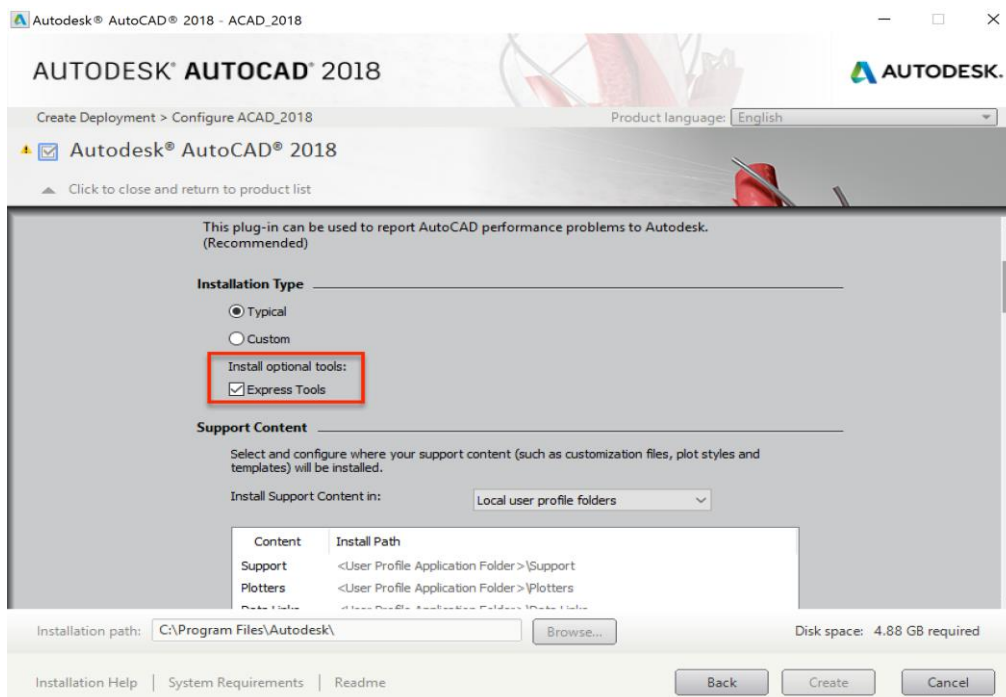 Autodesk® AutoCAD® 2018 - ACAD_2018
AUTODESK® AUTOCAD® 2018
AUTODESK.
Create Deployment > Configure ACAD_2018
Product language: English
Autodesk® AutoCAD® 2018
Click to close and return to product list
This plug-in can be used to report AutoCAD performance problems to Autodesk.
(Recommended)
Installation Type
Typical
Custom
Install optional tools:
Express Tools
Support Content
Select and configure where your support content (such as customization files, plot styles and
templates) will be installed.
Install Support Content in: Local user profile folders
Content Install Path
Support <User Profile Application Folder>\Support
Plotters <User Profile Application Folder>\Plotters
Installation path: C:\Program Files\Autodesk\ Browse... Disk space: 4.88 GB required
Installation Help | System Requirements | Readme Back Create Cancel